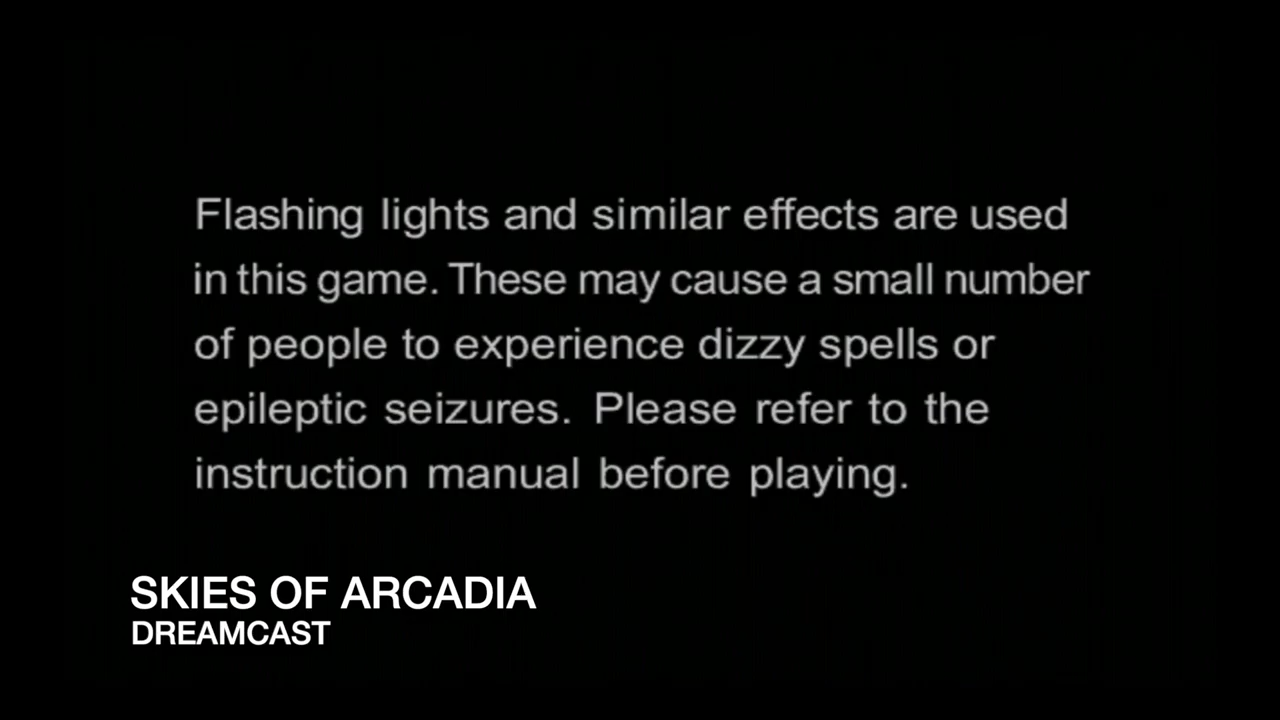 Flashing lights and similar effects are used
in this game. These may cause a small number
of people to experience dizzy spells or
epileptic seizures. Please refer to the
instruction manual before playing.
SKIES OF ARCADIA
DREAMCAST